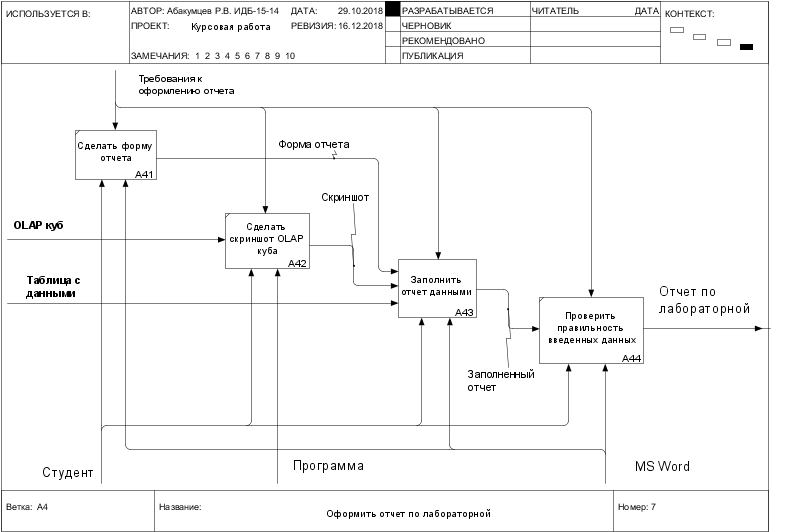 ИСПОЛЬЗУЕТСЯ В:
АВТОР: Абакумцев Р.В. ИДБ-15-14
ДАТА: 29.10.2018
РАЗРАБАТЫВАЕТСЯ
ЧИТАТЕЛЬ
ДАТА
КОНТЕКСТ:
ПРОЕКТ: Курсовая работа
РЕВИЗИЯ: 16.12.2018
ЧЕРНОВИК
РЕКОМЕНДОВАНО
ЗАМЕЧАНИЯ: 1 2 3 4 5 6 7 8 9 10
ПУБЛИКАЦИЯ
Требования к
оформлению отчета
Сделать форму
отчета
A41
Форма отчета
Скриншот
OLAP куб
Сделать
скриншот OLAP
куба
A42
Таблица с
данными
Заполнить
отчет данными
A43
Отчет по
лабораторной
Проверить
правильность
введенных данных
A44
Заполненный
отчет
Студент
Программа
MS Word
Ветка: A4
Название:
Оформить отчет по лабораторной
Номер: 7